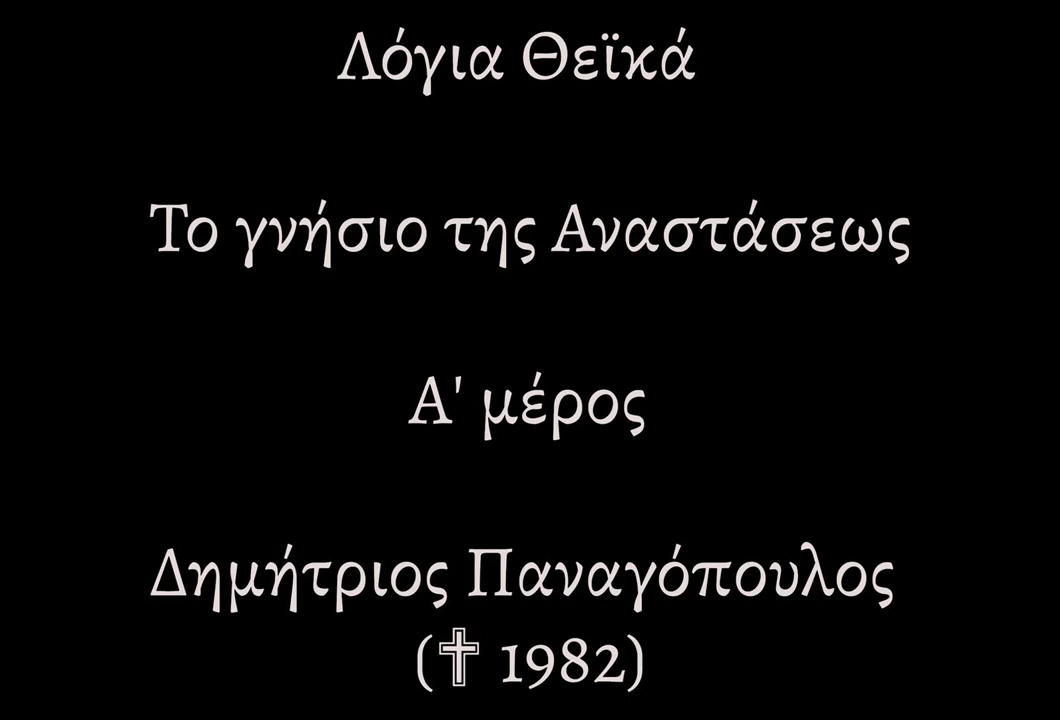 Λόγια Θεϊκά
Το γνήσιο της Αναστάσεως
Α' μέρος
Δημήτριος Παναγόπουλος
(✝ 1982)